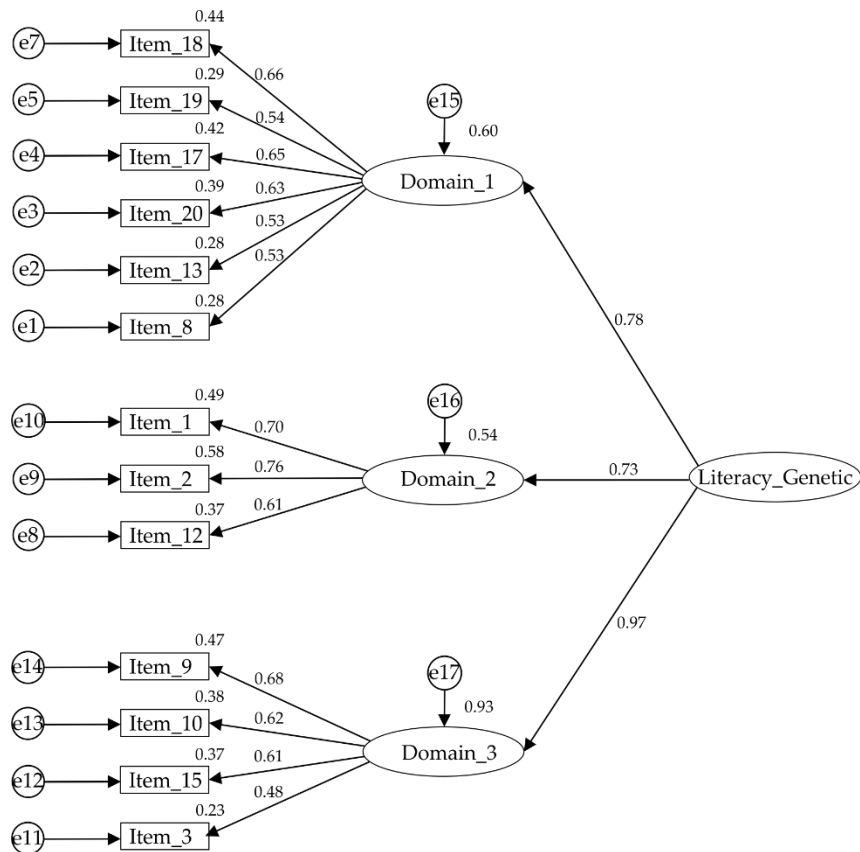 0.44
e7 Item_18
0.66
0.29
e5 Item_19
0.54
e15
0.60
0.42
e4 Item_17
0.65
Domain_1
0.39
e3 Item_20
0.63
0.28
e2 Item_13
0.53
0.53
0.28
e1 Item_8
0.78
0.49
e10 Item_1
0.70
e16
0.54
0.58
e9 Item_2
0.76
Domain_2
0.73
Literacy_Genetic
0.37
e8 Item_12
0.61
0.97
0.47
e14 Item_9
0.68
e17
0.93
0.38
e13 Item_10
0.62
Domain_3
0.37
e12 Item_15
0.61
0.48
0.23
e11 Item_3